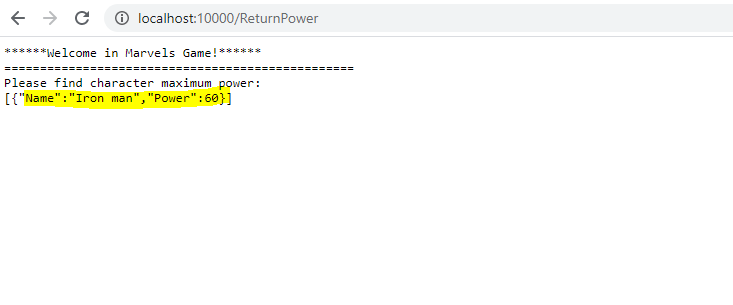 localhost:10000/ReturnPower
******Welcome in Marvels Game!******
=================================================
Please find character maximum power:
[{"Name":"Iron man","Power":60}]